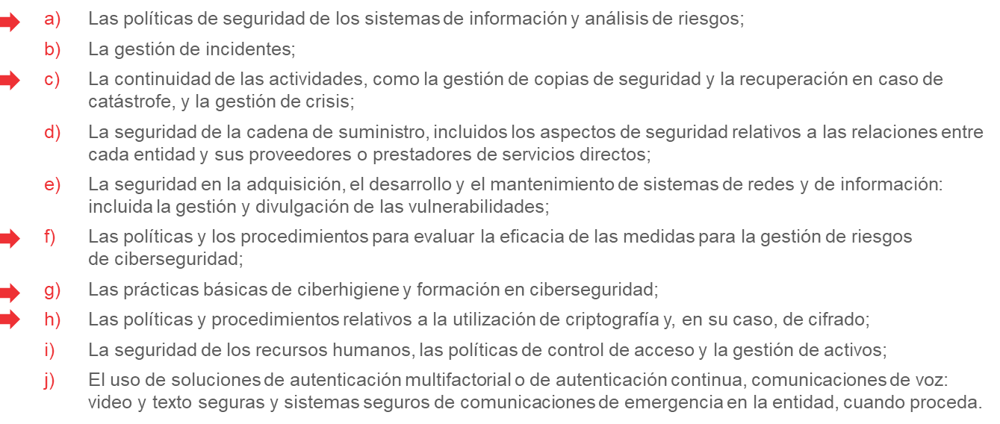 a) Las políticas de seguridad de los sistemas de información y análisis de riesgos;
b) La gestión de incidentes;
c) La continuidad de las actividades, como la gestión de copias de seguridad y la recuperación en caso de
catástrofe, y la gestión de crisis;
d) La seguridad de la cadena de suministro, incluidos los aspectos de seguridad relativos a las relaciones entre
cada entidad y sus proveedores o prestadores de servicios directos;
e) La seguridad en la adquisición, el desarrollo y el mantenimiento de sistemas de redes y de información:
incluida la gestión y divulgación de las vulnerabilidades;
f) Las políticas y los procedimientos para evaluar la eficacia de las medidas para la gestión de riesgos
de ciberseguridad;
g) Las prácticas básicas de ciberhigiene y formación en ciberseguridad;
h) Las políticas y procedimientos relativos a la utilización de criptografía y, en su caso, de cifrado;
i) La seguridad de los recursos humanos, las políticas de control de acceso y la gestión de activos;
j) El uso de soluciones de autenticación multifactorial o de autenticación continua, comunicaciones de voz:
video y texto seguras y sistemas seguros de comunicaciones de emergencia en la entidad, cuando proceda.